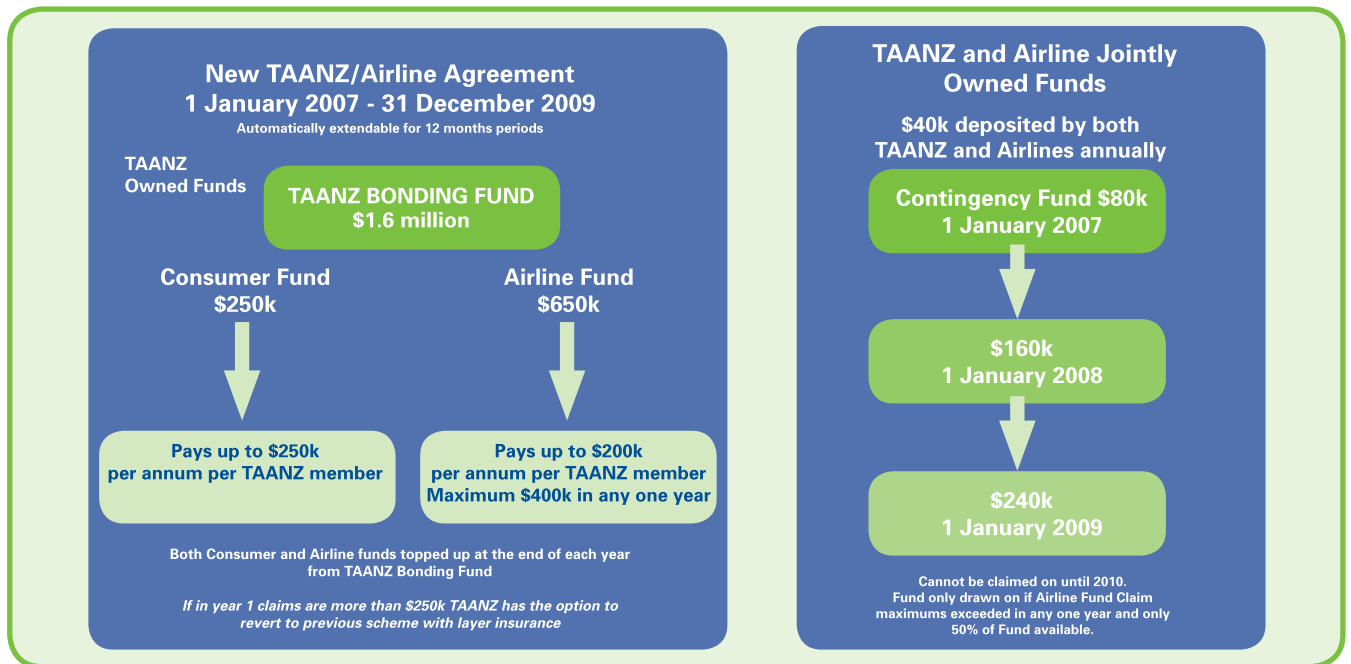 New TAANZ/Airline Agreement
1 January 2007 - 31 December 2009
Automatically extendable for 12 months periods
TAANZ
Owned Funds
TAANZ BONDING FUND
$1.6 million
Consumer Fund
$250k
Airline Fund
$650k
Pays up to $250k
per annum per TAANZ member
Pays up to $200k
per annum per TAANZ member
Maximum $400k in any one year
Both Consumer and Airline funds topped up at the end of each year
from TAANZ Bonding Fund
If in year 1 claims are more than $250k TAANZ has the option to
revert to previous scheme with layer insurance
TAANZ and Airline Jointly
Owned Funds
$40k deposited by both
TAANZ and Airlines annually
Contingency Fund $80k
1 January 2007
$160k
1 January 2008
$240k
1 January 2009
Cannot be claimed on until 2010.
Fund only drawn on if Airline Fund Claim
maximums exceeded in any one year and only
50% of Fund available.